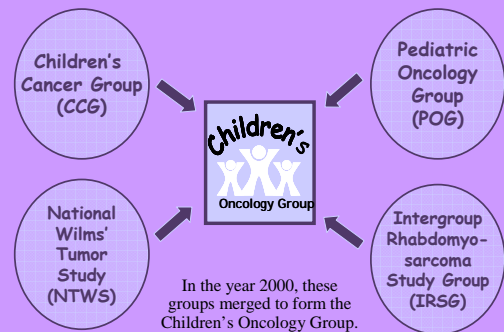 Children's
Cancer Group
(CCG)
Pediatric
Oncology
Group
(POG)
Children's
Oncology Group
National
Wilms'
Tumor
Study
(NTWS)
Intergroup
Rhabdomyo-
sarcoma
Study Group
(IRSG)
In the year 2000, these
groups merged to form the
Children's Oncology Group.